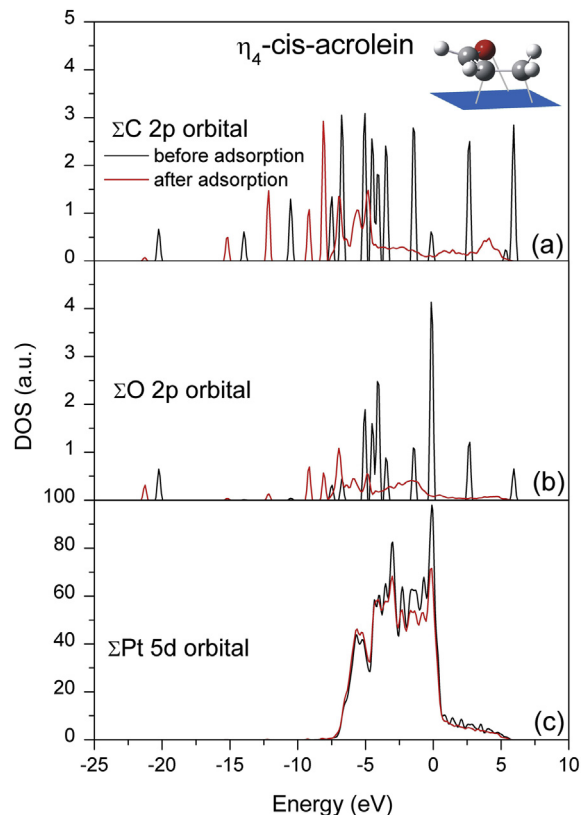 η4-cis-acrolein
5
4
3
2
1
0
ΣC 2p orbital
before adsorption
after adsorption
(a)
4
3
2
1
ΣO 2p orbital
(b)
DOS (a.u.)
100
80
60
40
20
0
ΣPt 5d orbital
(c)
-25 -20 -15 -10 -5 0 5 10
Energy (eV)